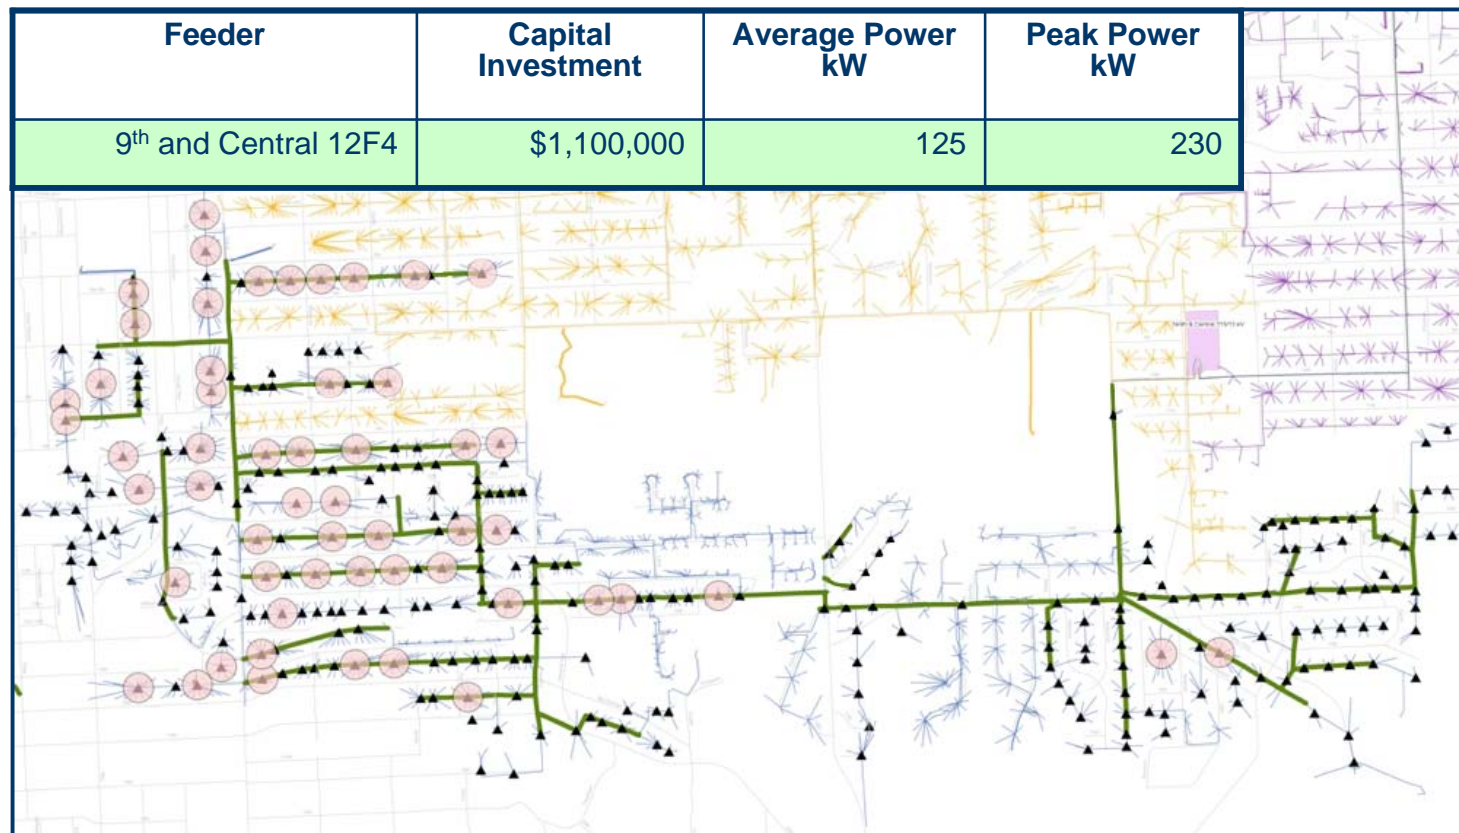 Feeder
Capital
Investment
Average Power
kW
Peak Power
kW
9th and Central 12F4
$1,100,000
125
230